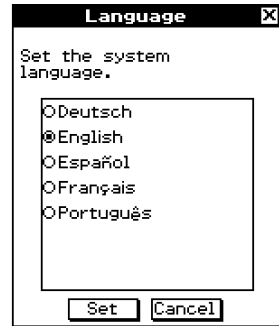 Language X
Set the system
language.
Deutsch
English
Español
Français
Português
Set Cancel